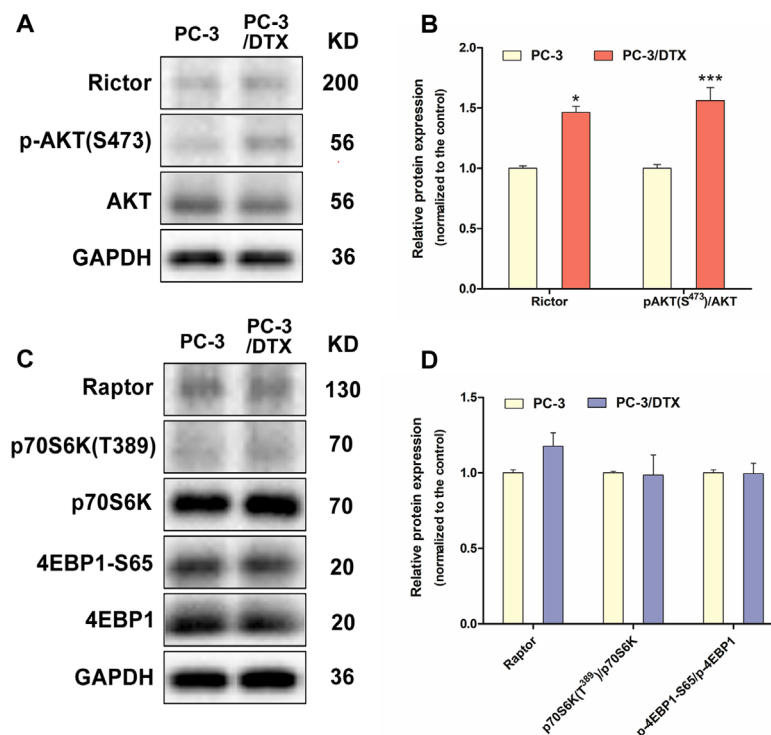 A
PC-3
PC-3
/DTX
KD
Rictor
200
p-AKT(S473)
56
AKT
56
GAPDH
36
B
PC-3
PC-3/DTX
Relative protein expression
(normalized to the control)
2.0
1.5
1.0
0.5
0.0
*
***
Rictor
pAKT(S⁴⁷³)/AKT
C
PC-3
PC-3
/DTX
KD
Raptor
130
p70S6K(T389)
70
p70S6K
70
4EBP1-S65
20
4EBP1
20
GAPDH
36
D
PC-3
PC-3/DTX
Relative protein expression
(normalized to the control)
1.5
1.0
0.5
0.0
Raptor
p70S6K(T³⁸⁹)/p70S6K
p-4EBP1-S65/p-4EBP1